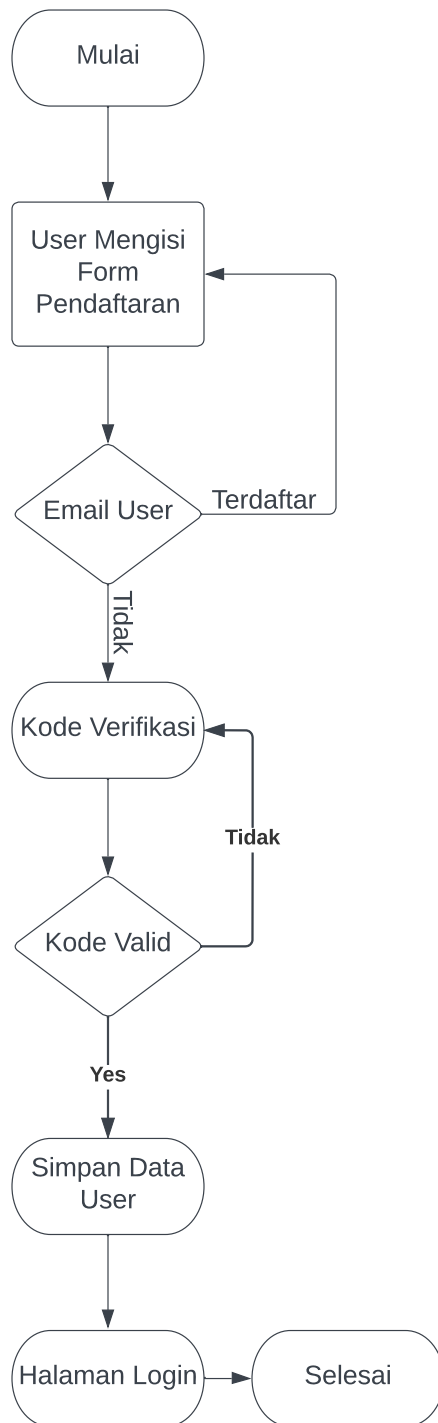 Mulai
User Mengisi
Form
Pendaftaran
Email User
Terdaftar
Tidak
Kode Verifikasi
Tidak
Kode Valid
Yes
Simpan Data
User
Halaman Login
Selesai